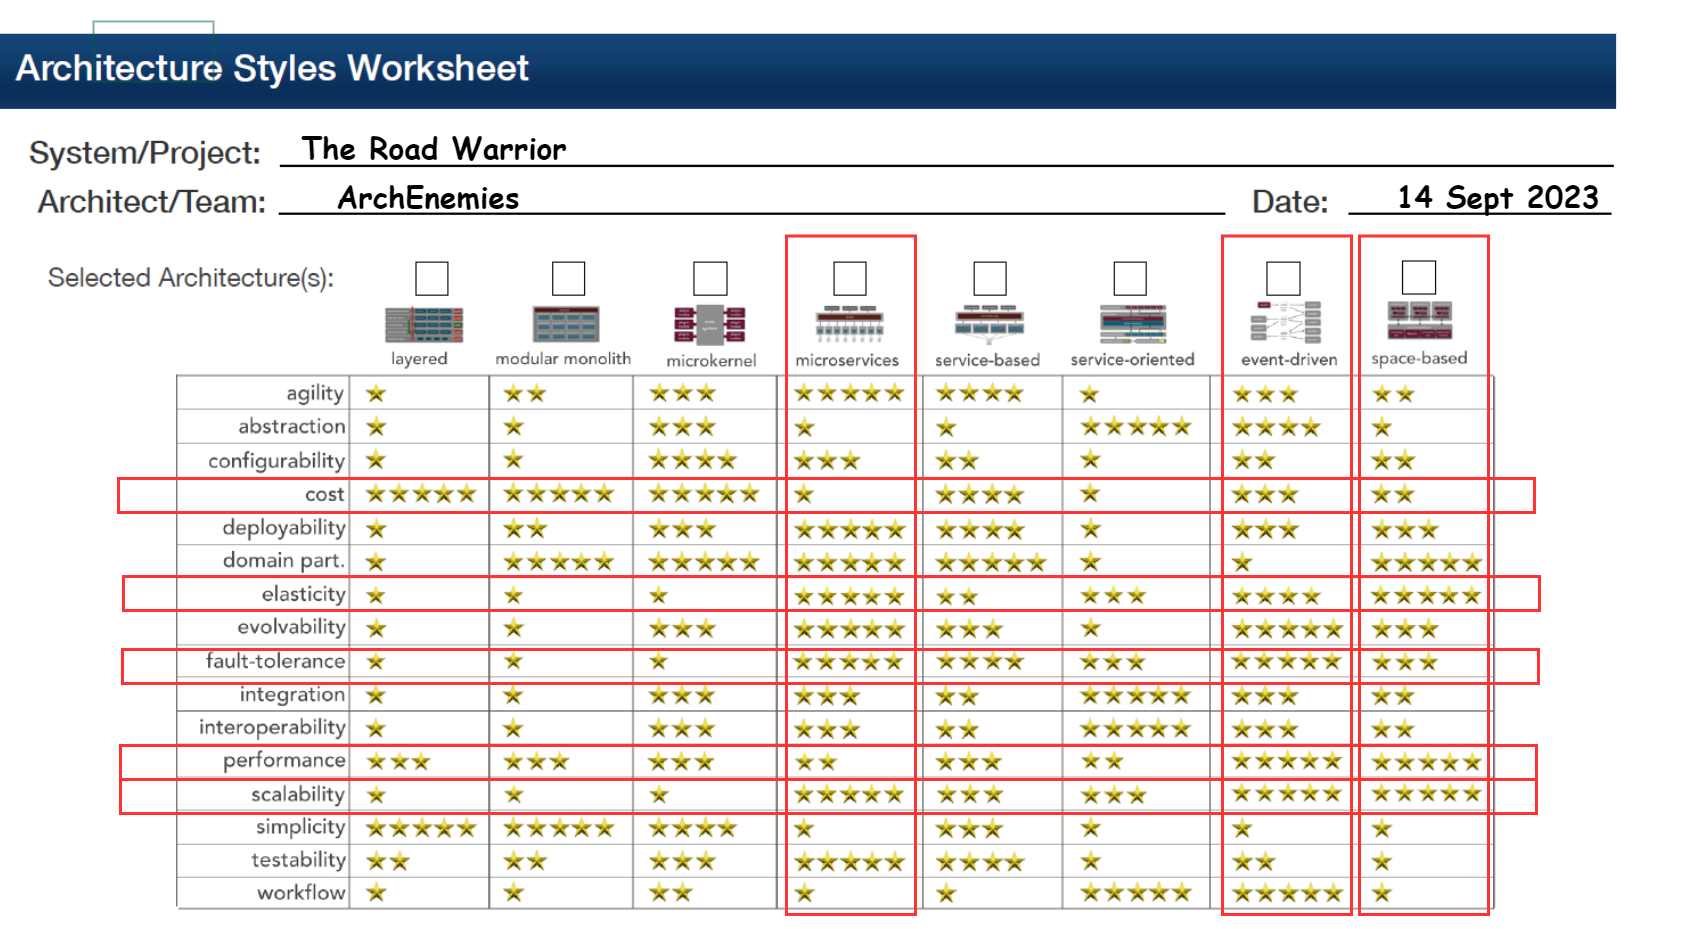 Architecture Styles Worksheet
System/Project: The Road Warrior
Architect/Team: ArchEnemies Date: 14 Sept 2023
Selected Architecture(s):
layered modular monolith microkernel microservices service-based service-oriented event-driven space-based
agility
abstraction
configurability
cost
deployability
domain part.
elasticity
evolvability
fault-tolerance
integration
interoperability
performance
scalability
simplicity
testability
workflow